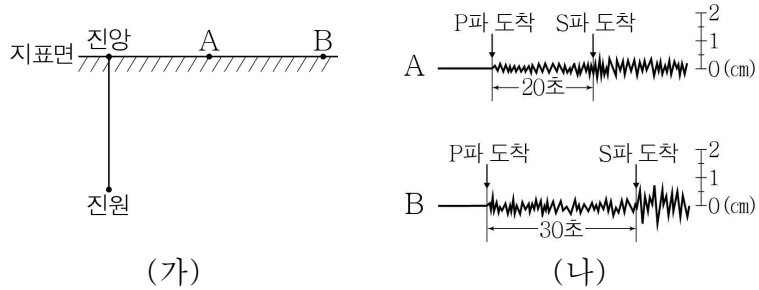 지표면 진앙 A B
진원
(가)
P파 도착 S파 도착
A 20초
2
1
0(cm)
P파 도착 S파 도착
B 30초
2
1
0(cm)
(나)